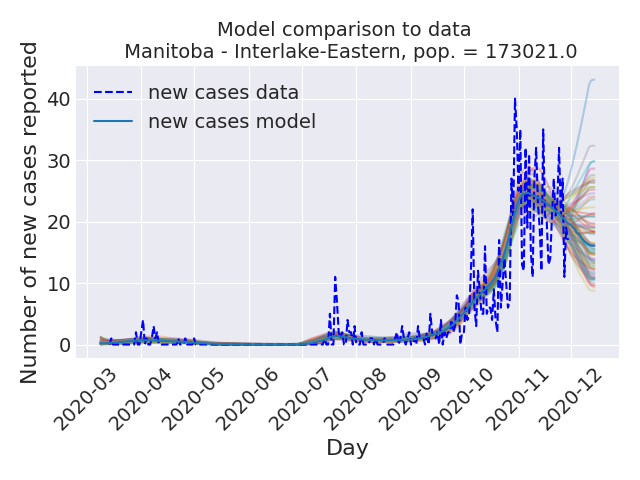 Model comparison to data
Manitoba - Interlake-Eastern, pop. = 173021.0
Number of new cases reported
40
30
20
10
0
new cases data
new cases model
2020-03
2020-04
2020-05
2020-06
2020-07
2020-08
2020-09
2020-10
2020-11
2020-12
Day